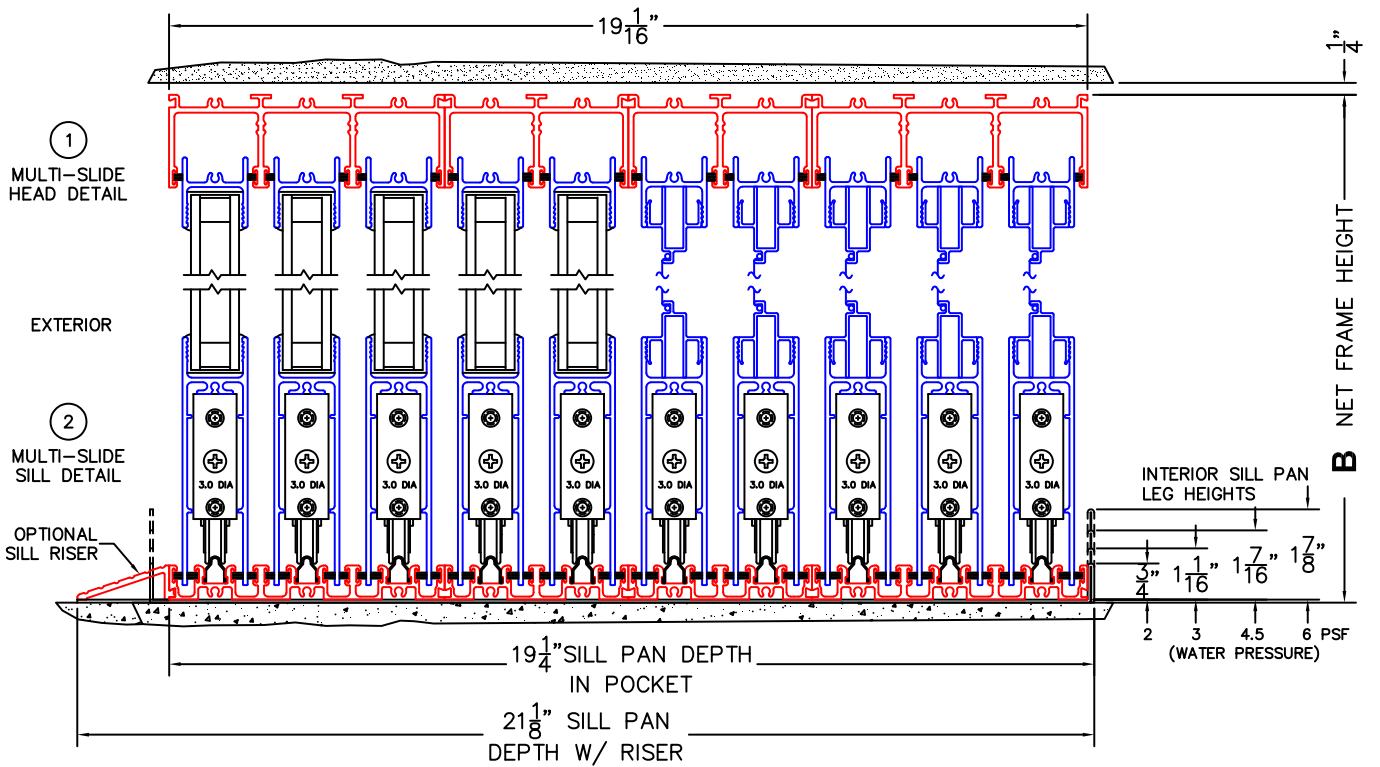 19 1/16”
1/4”
1
MULTI-SLIDE
HEAD DETAIL
NET FRAME HEIGHT
B
EXTERIOR
2
MULTI-SLIDE
SILL DETAIL
3.0 DIA 3.0 DIA 3.0 DIA 3.0 DIA 3.0 DIA 3.0 DIA 3.0 DIA 3.0 DIA 3.0 DIA 3.0 DIA
INTERIOR SILL PAN
LEG HEIGHTS
OPTIONAL
SILL RISER
3/4” 1 1/16” 1 7/16” 1 7/8”
2 3 4.5 6 PSF
(WATER PRESSURE)
19 1/4” SILL PAN DEPTH
IN POCKET
21 1/8” SILL PAN
DEPTH W/ RISER